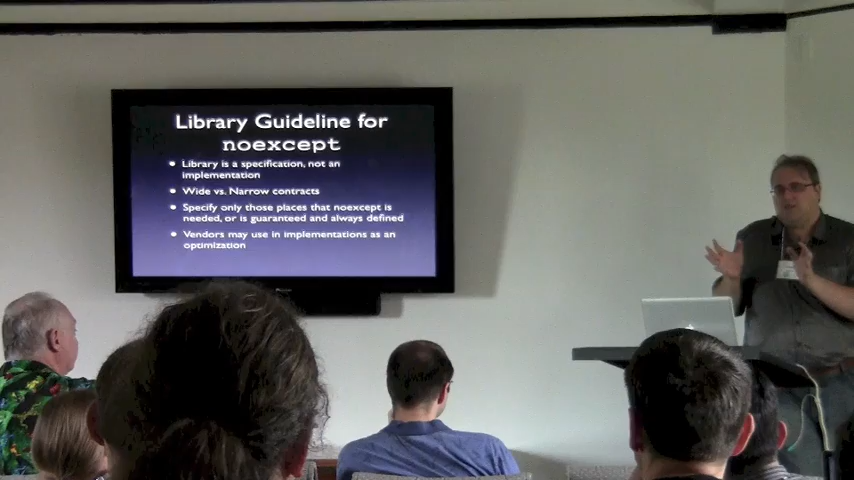 Library Guideline for
noexcept
• Library is a specification, not an
implementation
• Wide vs. Narrow contracts
• Specify only those places that noexcept is
needed, or is guaranteed and always defined
• Vendors may use in implementations as an
optimization